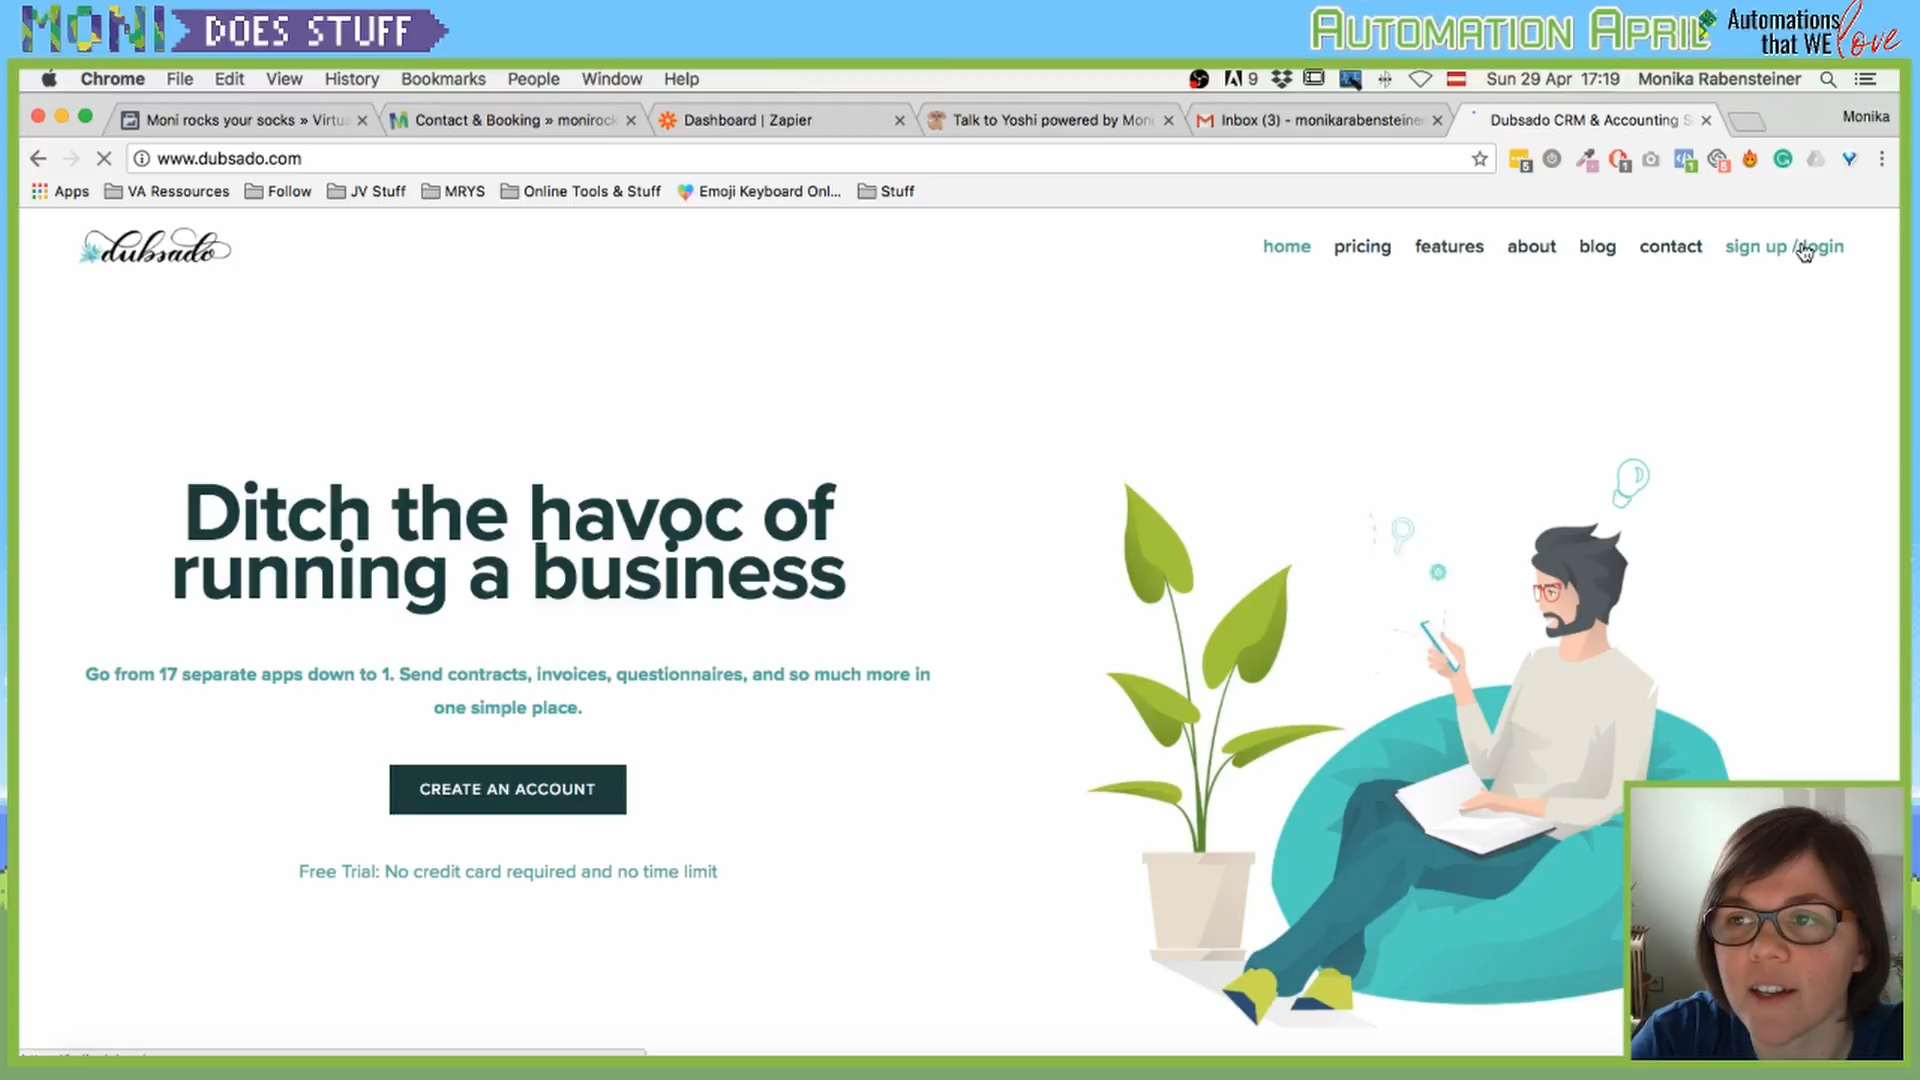 MONI DOES STUFF
AUTOMATION APRIL
Automations
that WE love
Chrome File Edit View History Bookmarks People Window Help
9 Sun 29 Apr 17:19 Monika Rabensteiner
Moni rocks your socks » Virtua
Contact & Booking » monirock
Dashboard | Zapier
Talk to Yoshi powered by Moni
Inbox (3) - monikarabensteiner
Dubsado CRM & Accounting S
Monika
www.dubsado.com
Apps VA Ressources Follow JV Stuff MRYS Online Tools & Stuff Emoji Keyboard Onl... Stuff
dubsado
home pricing features about blog contact sign up / login
Ditch the havoc of
running a business
Go from 17 separate apps down to 1. Send contracts, invoices, questionnaires, and so much more in
one simple place.
CREATE AN ACCOUNT
Free Trial: No credit card required and no time limit